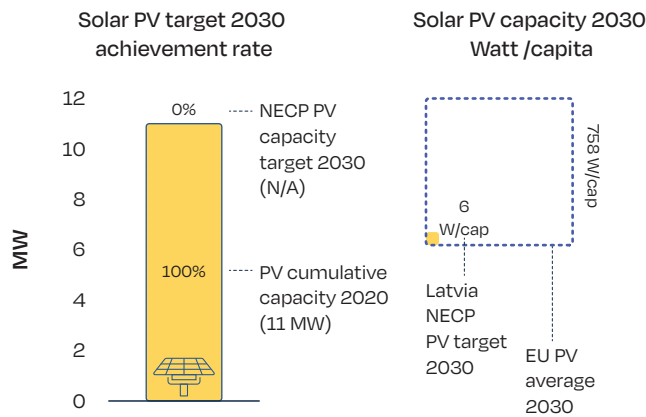 Solar PV target 2030
achievement rate
MW
12
10
8
6
4
2
0
0%
100%
NECP PV
capacity
target 2030
(N/A)
PV cumulative
capacity 2020
(11 MW)
Solar PV capacity 2030
Watt /capita
758 W/cap
6
W/cap
Latvia
NECP
PV target
2030
EU PV
average
2030